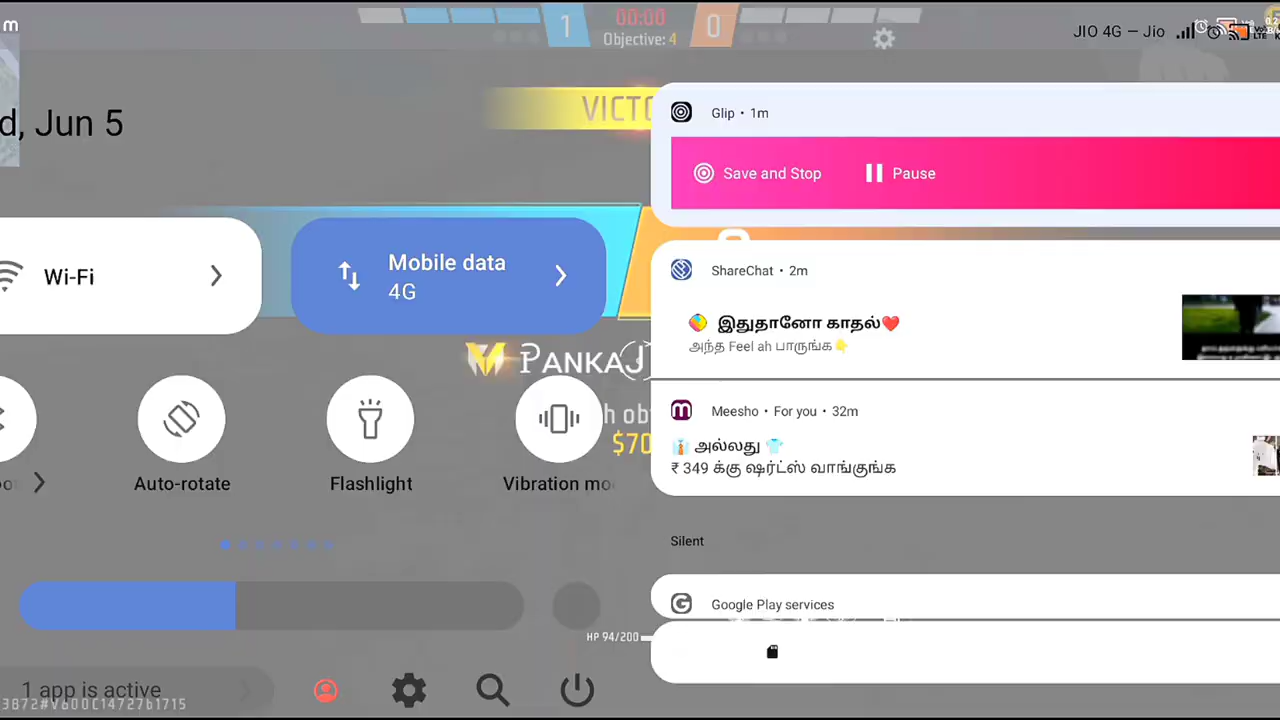 m
1
00:00
Objective: 4
0
JIO 4G — Jio
d, Jun 5
VICTO
Glip • 1m
Save and Stop
Pause
Wi-Fi
Mobile data
4G
ShareChat • 2m
இதுதானோ காதல்❤️
அந்த Feel ah பாருங்க👇
PANKAJ
Meesho • For you • 32m
👔 அல்லது 👕
₹ 349 க்கு ஷர்ட்ஸ் வாங்குங்க
$70
Auto-rotate
Flashlight
Vibration mo
Silent
Google Play services
HP 94/200
1 app is active